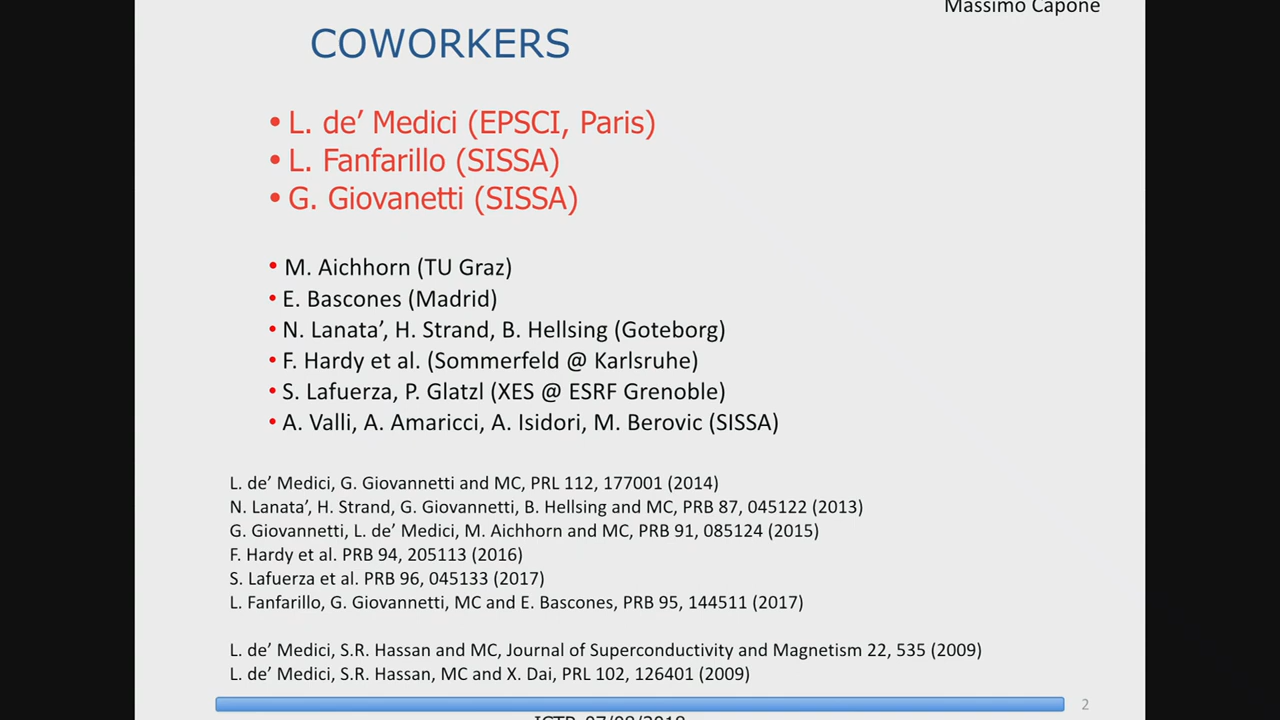 Massimo Capone
COWORKERS
• L. de’ Medici (EPSCI, Paris)
• L. Fanfarillo (SISSA)
• G. Giovanetti (SISSA)
• M. Aichhorn (TU Graz)
• E. Bascones (Madrid)
• N. Lanata’, H. Strand, B. Hellsing (Goteborg)
• F. Hardy et al. (Sommerfeld @ Karlsruhe)
• S. Lafuerza, P. Glatzl (XES @ ESRF Grenoble)
• A. Valli, A. Amaricci, A. Isidori, M. Berovic (SISSA)
L. de’ Medici, G. Giovannetti and MC, PRL 112, 177001 (2014)
N. Lanata’, H. Strand, G. Giovannetti, B. Hellsing and MC, PRB 87, 045122 (2013)
G. Giovannetti, L. de’ Medici, M. Aichhorn and MC, PRB 91, 085124 (2015)
F. Hardy et al. PRB 94, 205113 (2016)
S. Lafuerza et al. PRB 96, 045133 (2017)
L. Fanfarillo, G. Giovannetti, MC and E. Bascones, PRB 95, 144511 (2017)
L. de’ Medici, S.R. Hassan and MC, Journal of Superconductivity and Magnetism 22, 535 (2009)
L. de’ Medici, S.R. Hassan, MC and X. Dai, PRL 102, 126401 (2009)
2
ICTP, 07/08/2018